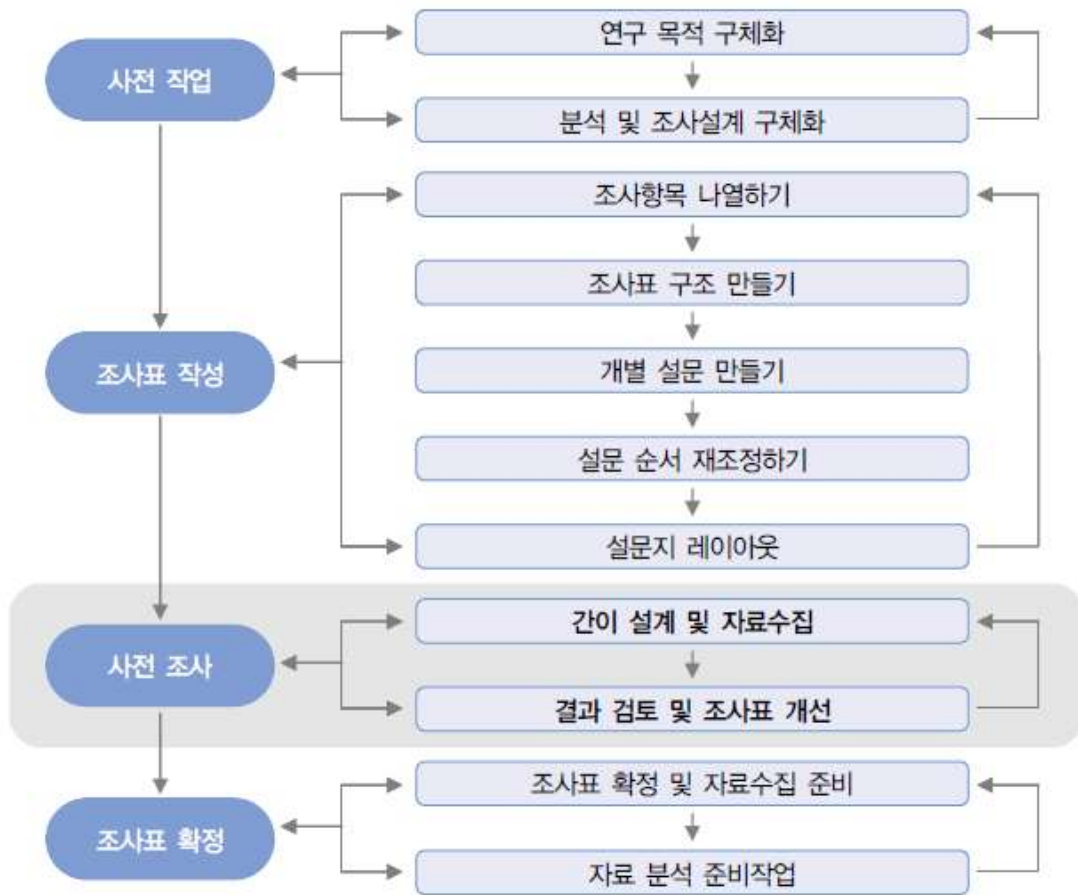 사전 작업
연구 목적 구체화
분석 및 조사설계 구체화
조사표 작성
조사항목 나열하기
조사표 구조 만들기
개별 설문 만들기
설문 순서 재조정하기
설문지 레이아웃
사전 조사
간이 설계 및 자료수집
결과 검토 및 조사표 개선
조사표 확정
조사표 확정 및 자료수집 준비
자료 분석 준비작업